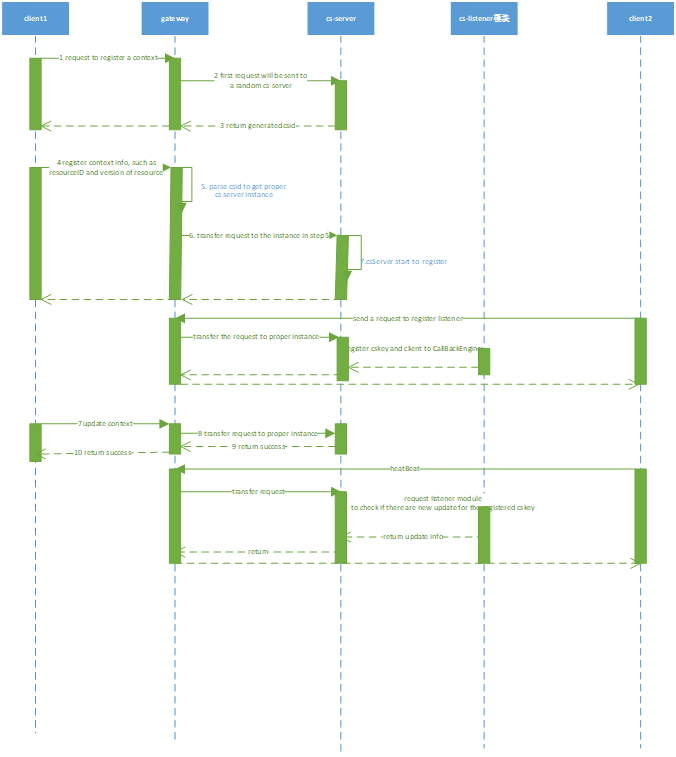 client1
gateway
cs-server
cs-listener模块
client2
1 request to register a context
2 first request will be sent to
a random cs-server
3 return generated csid
4 register context info, such as
resourceID and version of resource
5. parse csid to get proper
cs server instance
6. transfer request to the instance in step 5
7.csServer start to register
send a request to register listener
transfer the request to proper instance
egister cskey and client to CallBackEngine
7 update context
8 transfer request to proper instance
9 return success
10 return success
heatBeat
transfer request
request listener module
to check if there are new update for the registered cskey
return update info
return